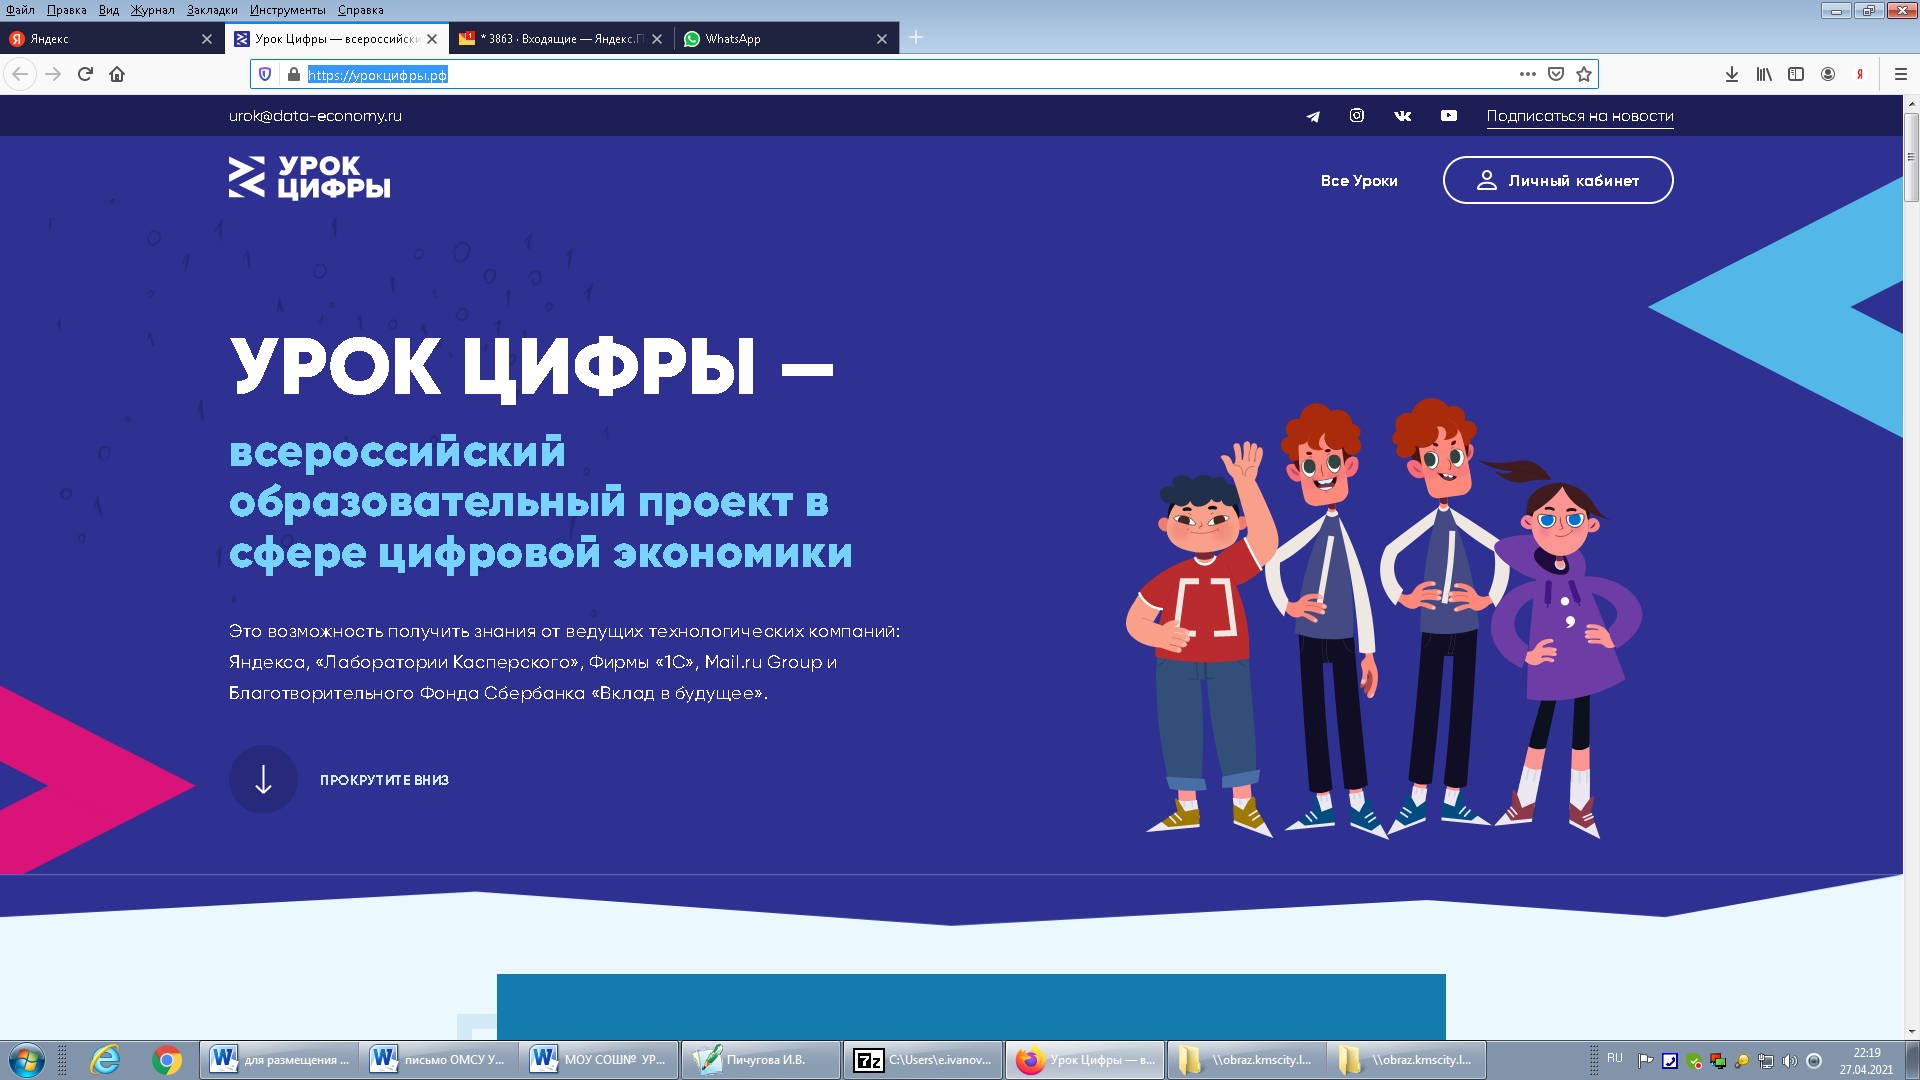 Файл Правка Вид Журнал Закладки Инструменты Справка
Яндекс
Урок Цифры — всероссийски
* 3863 · Входящие — Яндекс.П
WhatsApp
https://урокцифры.рф
urok@data-economy.ru
Подписаться на новости
УРОК
ЦИФРЫ
Все Уроки
Личный кабинет
УРОК ЦИФРЫ —
всероссийский
образовательный проект в
сфере цифровой экономики
Это возможность получить знания от ведущих технологических компаний:
Яндекса, «Лаборатории Касперского», Фирмы «1С», Mail.ru Group и
Благотворительного Фонда Сбербанка «Вклад в будущее».
ПРОКРУТИТЕ ВНИЗ
для размещения ...
письмо ОМСУ У...
МОУ СОШ№ УР...
Пичугова И.В.
C:\Users\e.ivanov...
Урок Цифры — в...
\\obraz.kmscity.l...
\\obraz.kmscity.l...
RU
22:19
27.04.2021